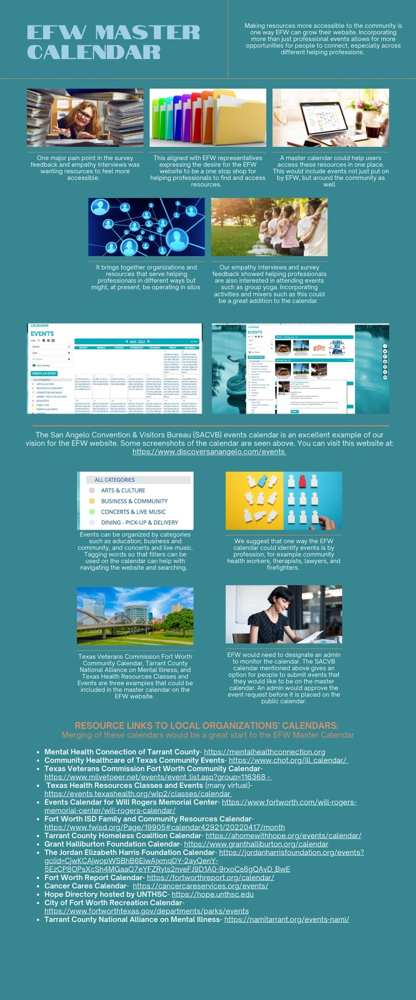 EFW MASTER
CALENDAR
Making resources more accessible to the community is
one way EFW can grow their website. Incorporating
more than just professional events allows for more
opportunities for people to connect, especially across
different helping professions.
One major pain point in the survey
feedback and empathy interviews was
wanting resources to feel more
accessible.
This aligned with EFW representatives
expressing the desire for the EFW
website to be a one stop shop for
helping professionals to find and access
resources.
A master calendar could help users
access these resources in one place.
This would include events not just put on
by EFW, but around the community as
well.
It brings together organizations and
resources that serve helping
professionals in different ways but
might, at present, be operating in silos
Our empathy interviews and survey
feedback showed helping professionals
are also interested in attending events
such as group yoga. Incorporating
activities and mixers such as this could
be a great addition to the calendar.
CALENDAR
EVENTS
View:
Search
Date
All Events
View Itinerary
CREATE AN EVENT
ALL CATEGORIES
ARTS & CULTURE
BUSINESS & COMMUNITY
CONCERTS & LIVE MUSIC
DINING - PICK-UP & DELIVERY
EDUCATION
FAMILY FUN
FESTIVALS & EVENTS
FOODIES
April 2022
Print
SUNDAY MONDAY TUESDAY WEDNESDAY THURSDAY FRIDAY SATURDAY
CALENDAR
EVENTS
CREATE AN EVENT
TODAY - Sunday, Apr. 24
Monday, Apr. 25
The San Angelo Convention & Visitors Bureau (SACVB) events calendar is an excellent example of our
vision for the EFW website. Some screenshots of the calendar are seen above. You can visit this website at:
https://www.discoversanangelo.com/events
ALL CATEGORIES
ARTS & CULTURE
BUSINESS & COMMUNITY
CONCERTS & LIVE MUSIC
DINING - PICK-UP & DELIVERY
Events can be organized by categories
such as education, business and
community, and concerts and live music.
Tagging words so that filters can be
used on the calendar can help with
navigating the website and searching.
We suggest that one way the EFW
calendar could identify events is by
profession, for example community
health workers, therapists, lawyers, and
firefighters.
Texas Veterans Commission Fort Worth
Community Calendar, Tarrant County
National Alliance on Mental Illness, and
Texas Health Resources Classes and
Events are three examples that could be
included in the master calendar on the
EFW website.
EFW would need to designate an admin
to monitor the calendar. The SACVB
calendar mentioned above gives an
option for people to submit events that
they would like to be on the master
calendar. An admin would approve the
event request before it is placed on the
public calendar.
RESOURCE LINKS TO LOCAL ORGANIZATIONS' CALENDARS:
Merging of these calendars would be a great start to the EFW Master Calendar
• Mental Health Connection of Tarrant County- https://mentalhealthconnection.org
• Community Healthcare of Texas Community Events- https://www.chot.org/ill_calendar/
• Texas Veterans Commission Fort Worth Community Calendar-
https://www.milvetpeer.net/events/event_list.asp?group=116368 -
• Texas Health Resources Classes and Events (many virtual)-
https://events.texashealth.org/wlp2/classes/calendar
• Events Calendar for Will Rogers Memorial Center- https://www.fortworth.com/will-rogers-
memorial-center/will-rogers-calendar/
• Fort Worth ISD Family and Community Resources Calendar-
https://www.fwisd.org/Page/19905#calendar42921/20220417/month
• Tarrant County Homeless Coalition Calendar- https://ahomewithhope.org/events/calendar/
• Grant Halliburton Foundation Calendar- https://www.granthalliburton.org/calendar
• The Jordan Elizabeth Harris Foundation Calendar- https://jordanharrisfoundation.org/events?
gclid=CjwKCAjwopWSBhB6EiwAjxmqDY-2ayQenY-
5EzCP8OPsXcSh4MGaaQ7eYFZRyls2nveFJ9D1A0-9rxoCs6gQAvD_BwE
• Fort Worth Report Calendar- https://fortworthreport.org/calendar/
• Cancer Cares Calendar- https://cancercareservices.org/events/
• Hope Directory hosted by UNTHSC- https://hope.unthsc.edu
• City of Fort Worth Recreation Calendar-
https://www.fortworthtexas.gov/departments/parks/events
• Tarrant County National Alliance on Mental Illness- https://namitarrant.org/events-nami/